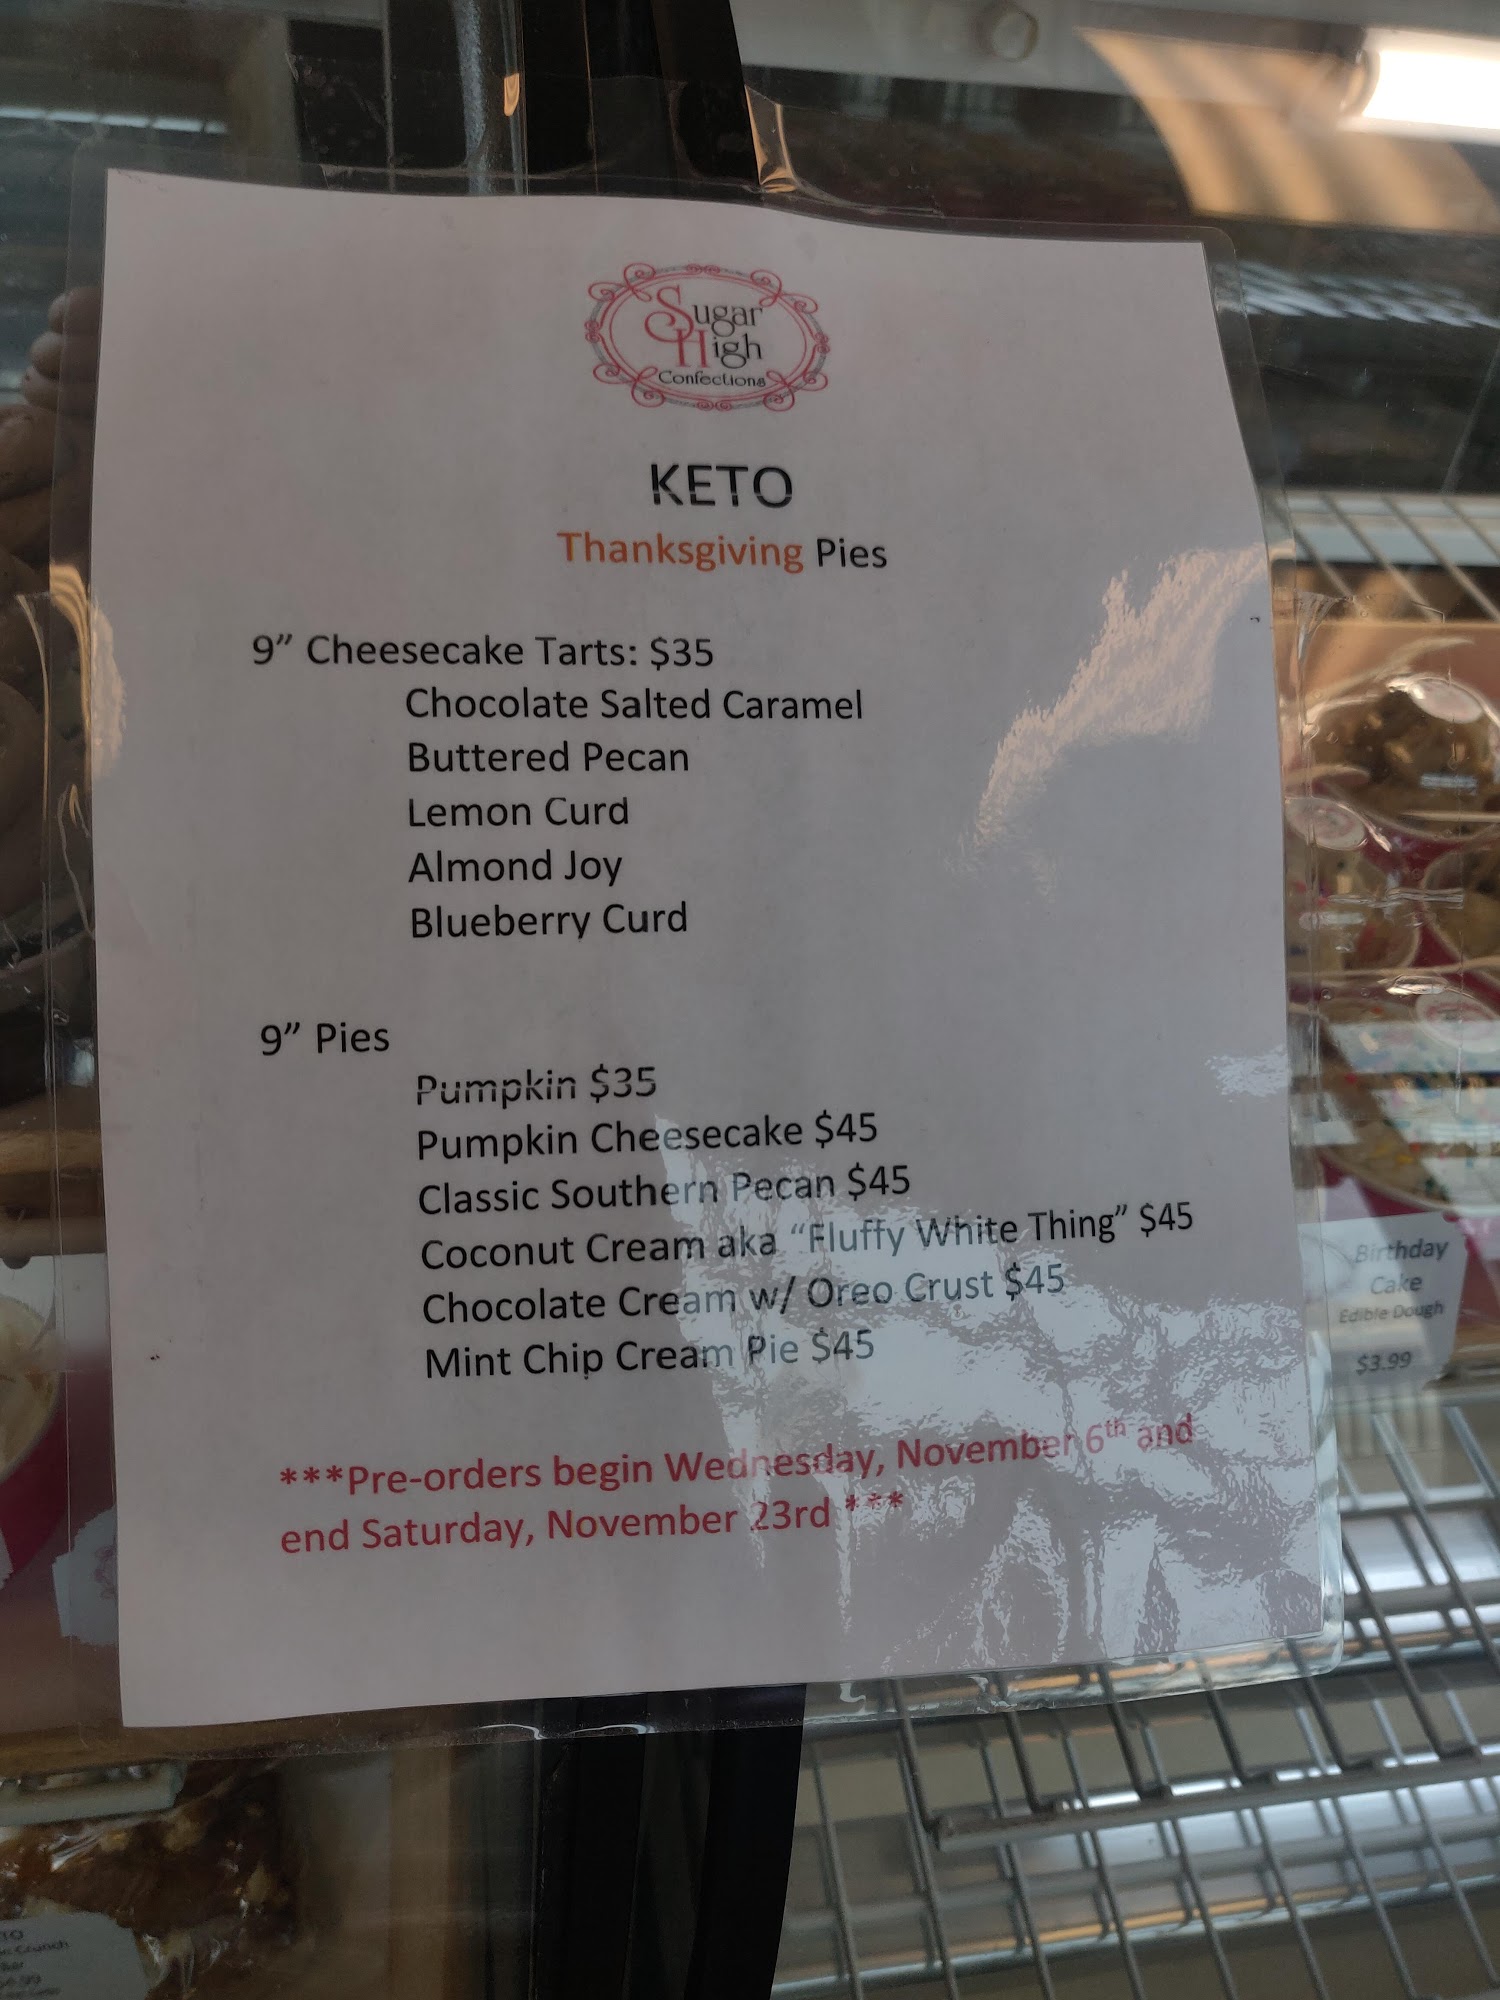 Sugar
High
Confections
KETO
Thanksgiving Pies
9” Cheesecake Tarts: $35
Chocolate Salted Caramel
Buttered Pecan
Lemon Curd
Almond Joy
Blueberry Curd
9” Pies
Pumpkin $35
Pumpkin Cheesecake $45
Classic Southern Pecan $45
Coconut Cream aka “Fluffy White Thing” $45
Chocolate Cream w/ Oreo Crust $45
Mint Chip Cream Pie $45
***Pre-orders begin Wednesday, November 6th and
end Saturday, November 23rd ***
Birthday
Cake
Edible Dough
$3.99
Crunch
Bar